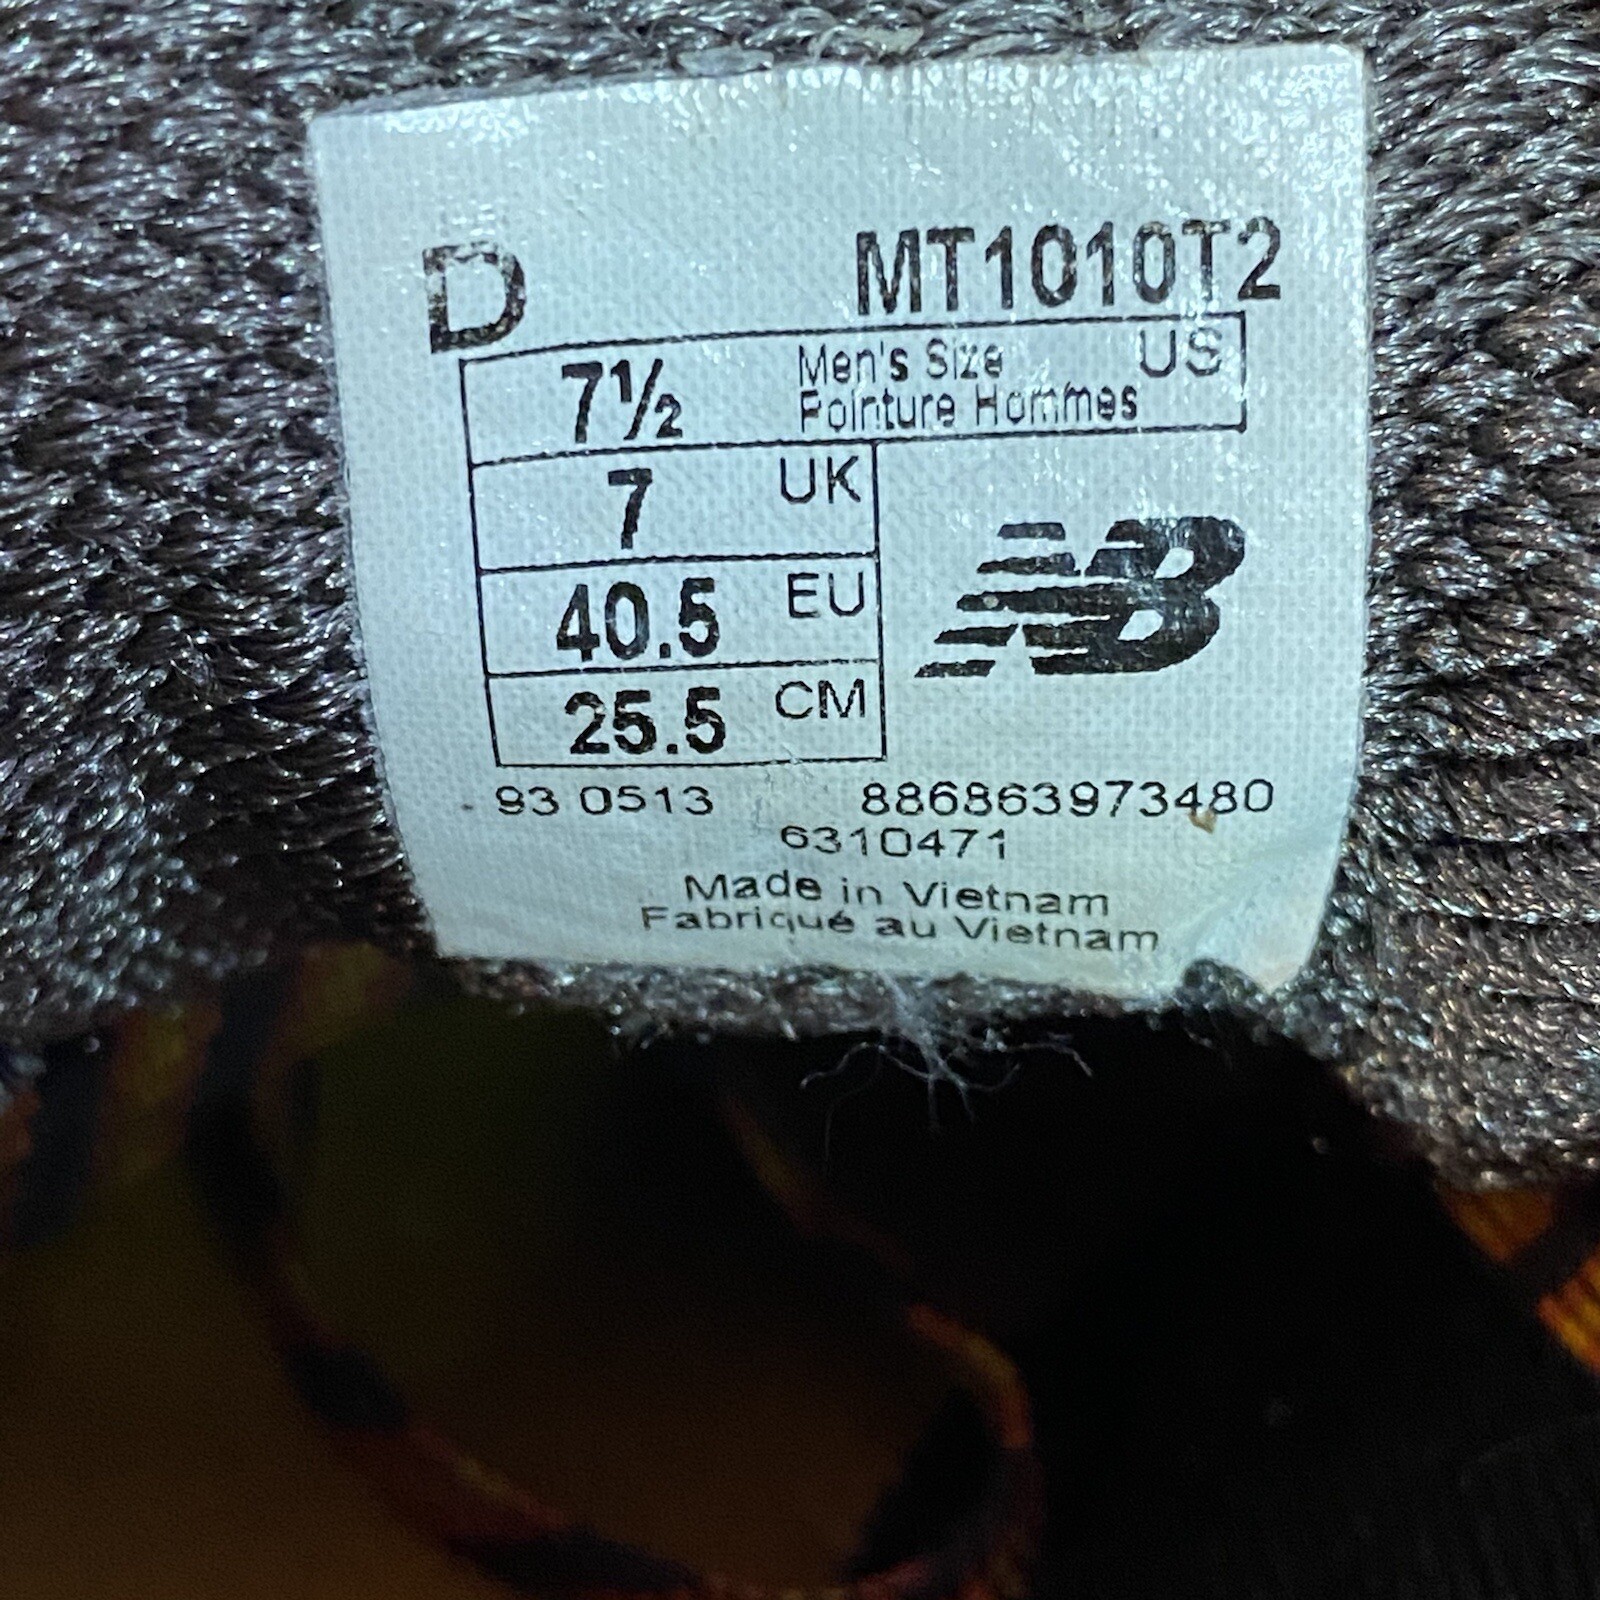 D MT1010T2
7½ Men's Size US
Pointure Hommes
7 UK
40.5 EU
NB
25.5 CM
93 0513 886863973480
6310471
Made in Vietnam
Fabriqué au Vietnam